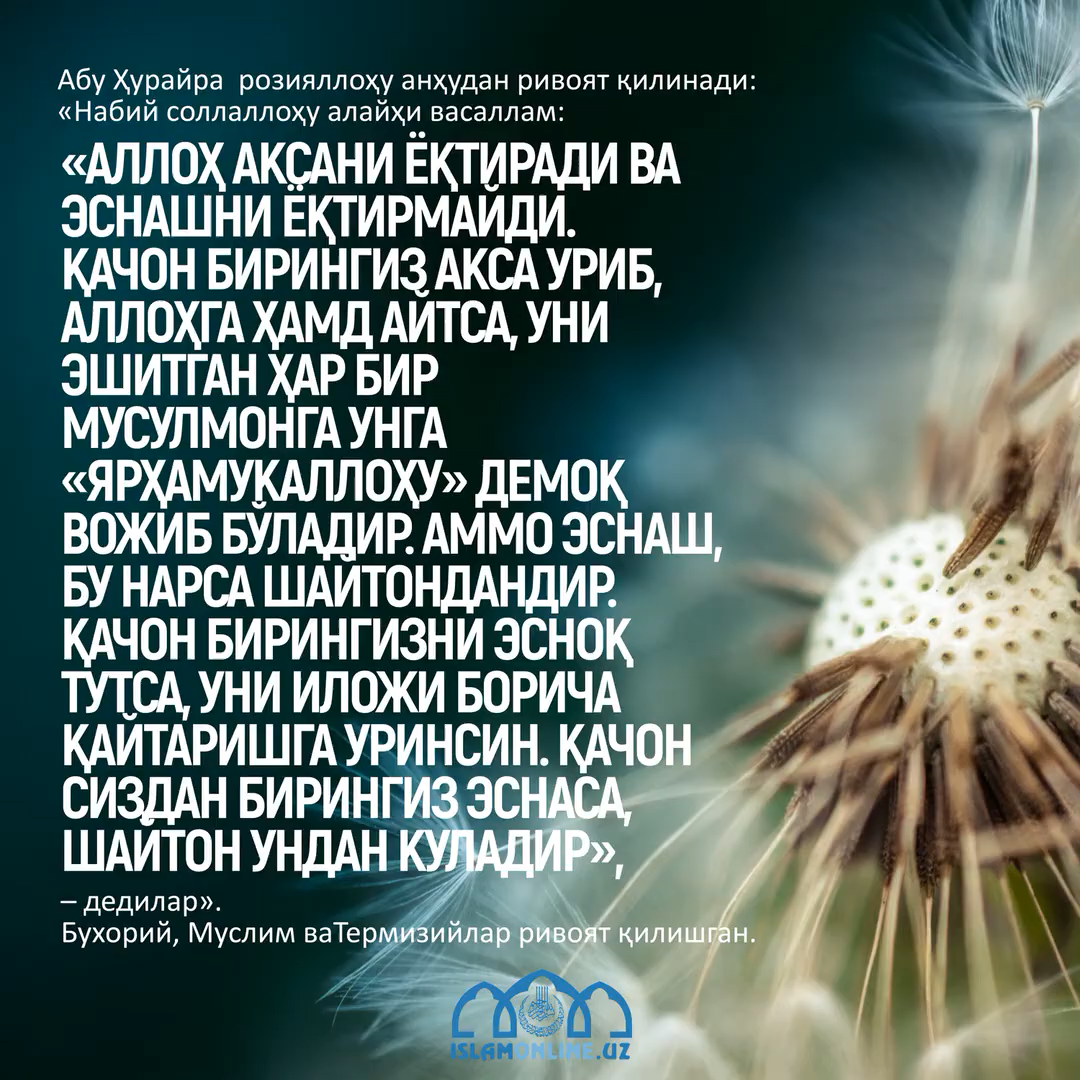 Абу Ҳурайра розияллоҳу анҳудан ривоят қилинади:
«Набий соллаллоҳу алайҳи васаллам:
«АЛЛОҲ АКСАНИ ЁҚТИРАДИ ВА
ЭСНАШНИ ЁҚТИРМАЙДИ.
ҚАЧОН БИРИНГИЗ АКСА УРИБ,
АЛЛОҲГА ҲАМД АЙТСА, УНИ
ЭШИТГАН ҲАР БИР
МУСУЛМОНГА УНГА
«ЯРҲАМУКАЛЛОҲУ» ДЕМОҚ
ВОЖИБ БЎЛАДИР. АММО ЭСНАШ,
БУ НАРСА ШАЙТОНДАНДИР.
ҚАЧОН БИРИНГИЗНИ ЭСНОҚ
ТУТСА, УНИ ИЛОЖИ БОРИЧА
ҚАЙТАРИШГА УРИНСИН. ҚАЧОН
СИЗДАН БИРИНГИЗ ЭСНАСА,
ШАЙТОН УНДАН КУЛАДИР»,
– дедилар».
Бухорий, Муслим ваТермизийлар ривоят қилишган.
ISLAMONLINE.UZ